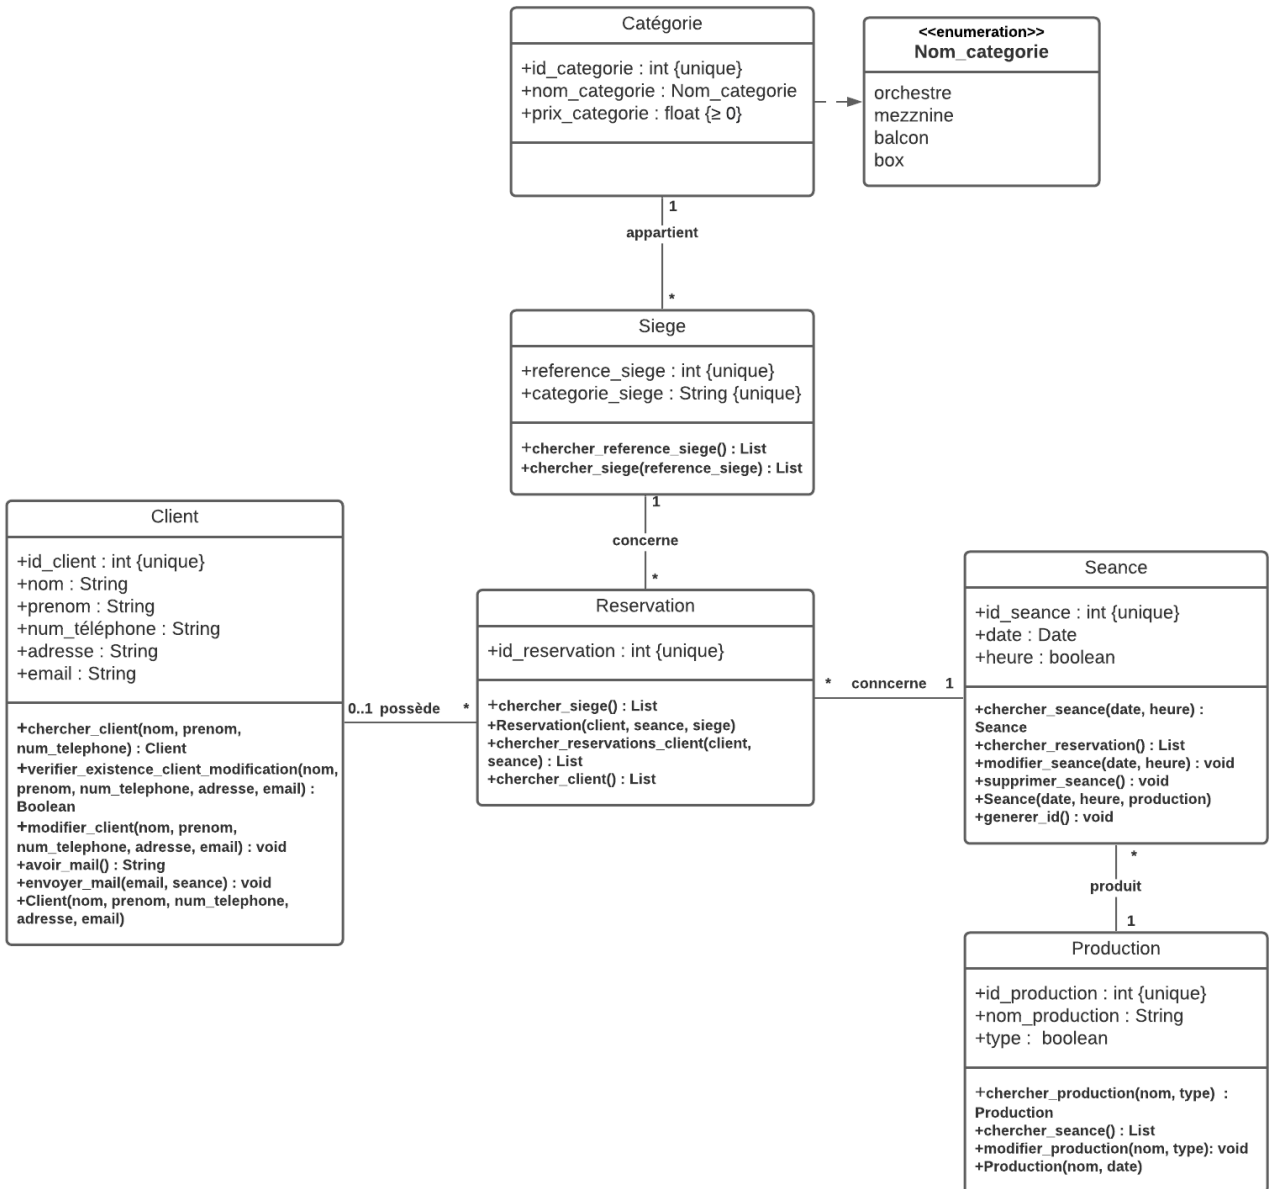 Catégorie
+id_categorie : int {unique}
+nom_categorie : Nom_categorie
+prix_categorie : float {≥ 0}
<<enumeration>>
Nom_categorie
orchestre
mezznine
balcon
box
1
appartient
*
Siege
+reference_siege : int {unique}
+categorie_siege : String {unique}
+chercher_reference_siege() : List
+chercher_siege(reference_siege) : List
1
concerne
*
Client
+id_client : int {unique}
+nom : String
+prenom : String
+num_téléphone : String
+adresse : String
+email : String
+chercher_client(nom, prenom,
num_telephone) : Client
+verifier_existence_client_modification(nom,
prenom, num_telephone, adresse, email) :
Boolean
+modifier_client(nom, prenom,
num_telephone, adresse, email) : void
+avoir_mail() : String
+envoyer_mail(email, seance) : void
+Client(nom, prenom, num_telephone,
adresse, email)
0..1 possède *
Reservation
+id_reservation : int {unique}
+chercher_siege() : List
+Reservation(client, seance, siege)
+chercher_reservations_client(client,
seance) : List
+chercher_client() : List
* conncerne 1
Seance
+id_seance : int {unique}
+date : Date
+heure : boolean
+chercher_seance(date, heure) :
Seance
+chercher_reservation() : List
+modifier_seance(date, heure) : void
+supprimer_seance() : void
+Seance(date, heure, production)
+generer_id() : void
*
produit
1
Production
+id_production : int {unique}
+nom_production : String
+type : boolean
+chercher_production(nom, type) :
Production
+chercher_seance() : List
+modifier_production(nom, type): void
+Production(nom, date)